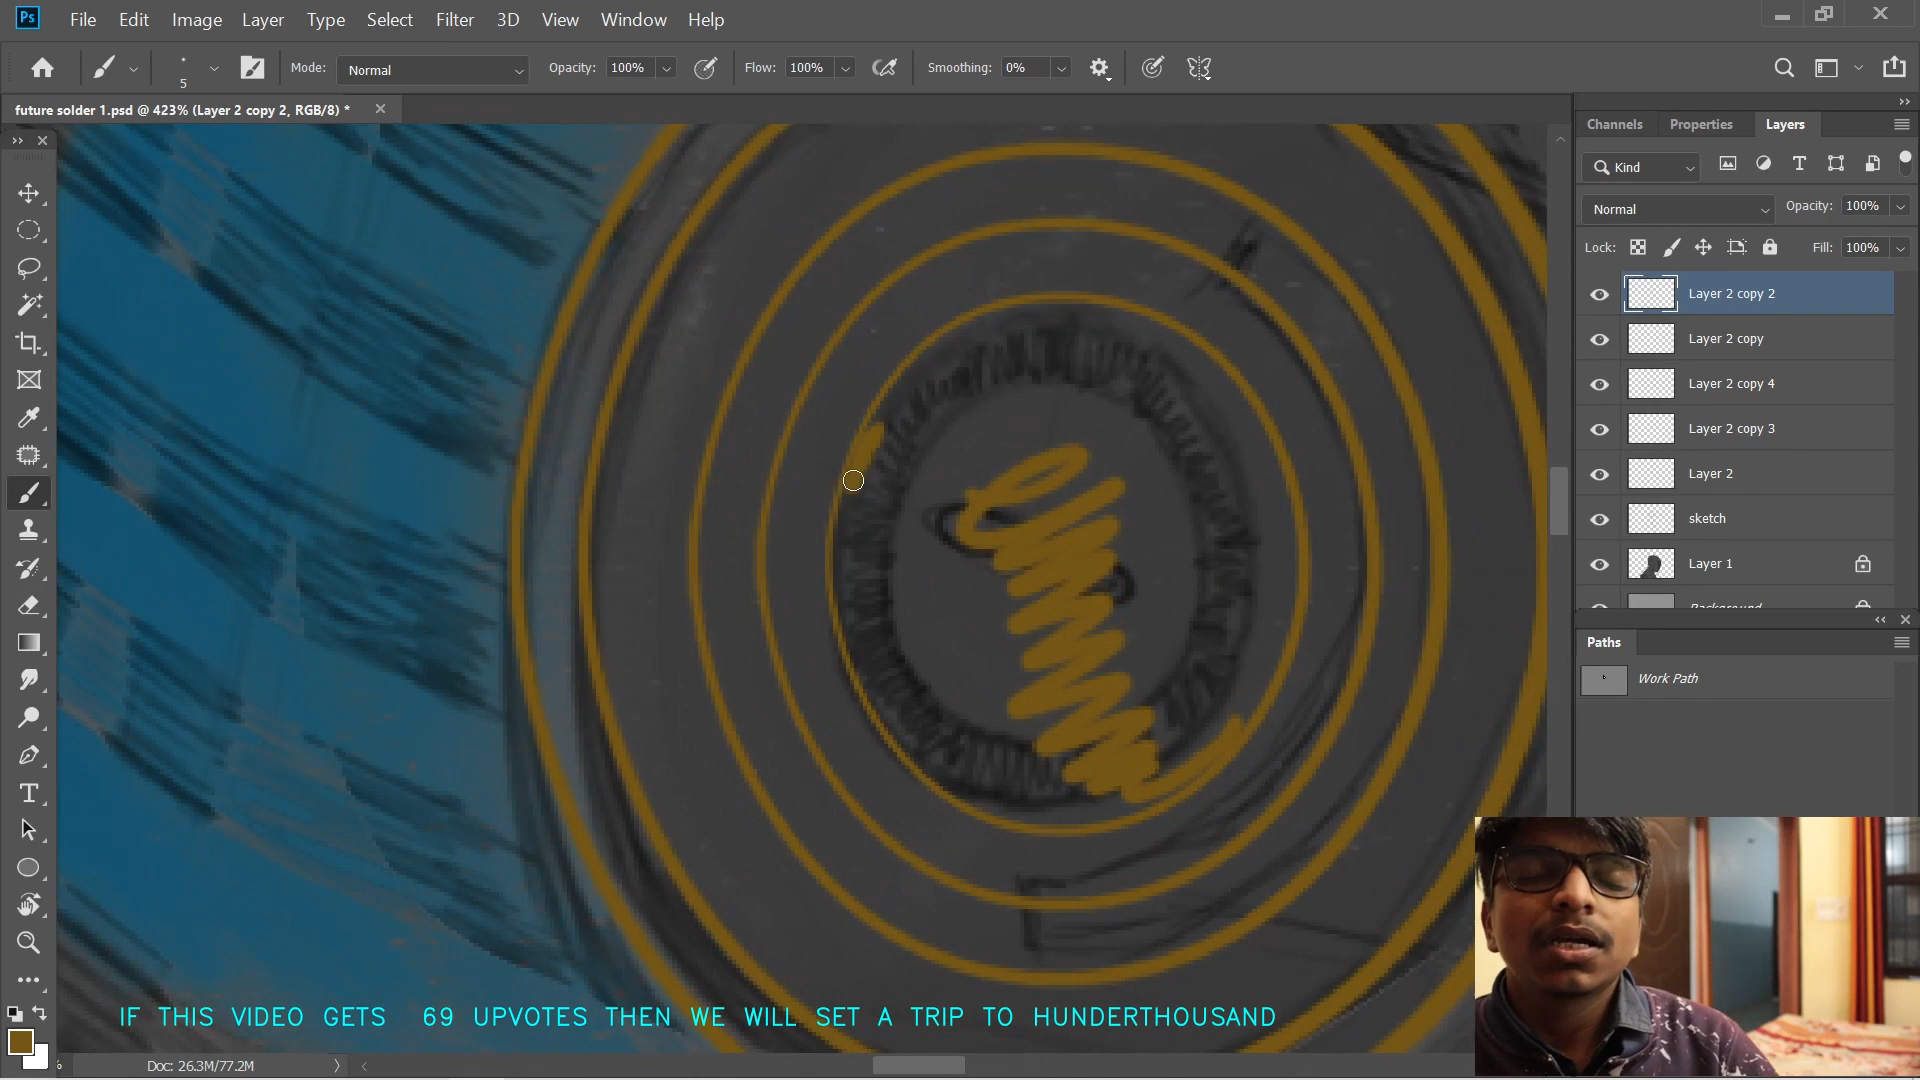 Ps File Edit Image Layer Type Select Filter 3D View Window Help
5 Mode: Normal Opacity: 100% Flow: 100% Smoothing: 0%
future solder 1.psd @ 423% (Layer 2 copy 2, RGB/8) *
Channels Properties Layers
Kind
Normal Opacity: 100%
Lock: Fill: 100%
Layer 2 copy 2
Layer 2 copy
Layer 2 copy 4
Layer 2 copy 3
Layer 2
sketch
Layer 1
Background
Paths
Work Path
IF THIS VIDEO GETS 69 UPVOTES THEN WE WILL SET A TRIP TO HUNDERTHOUSAND
% Doc: 26.3M/77.2M